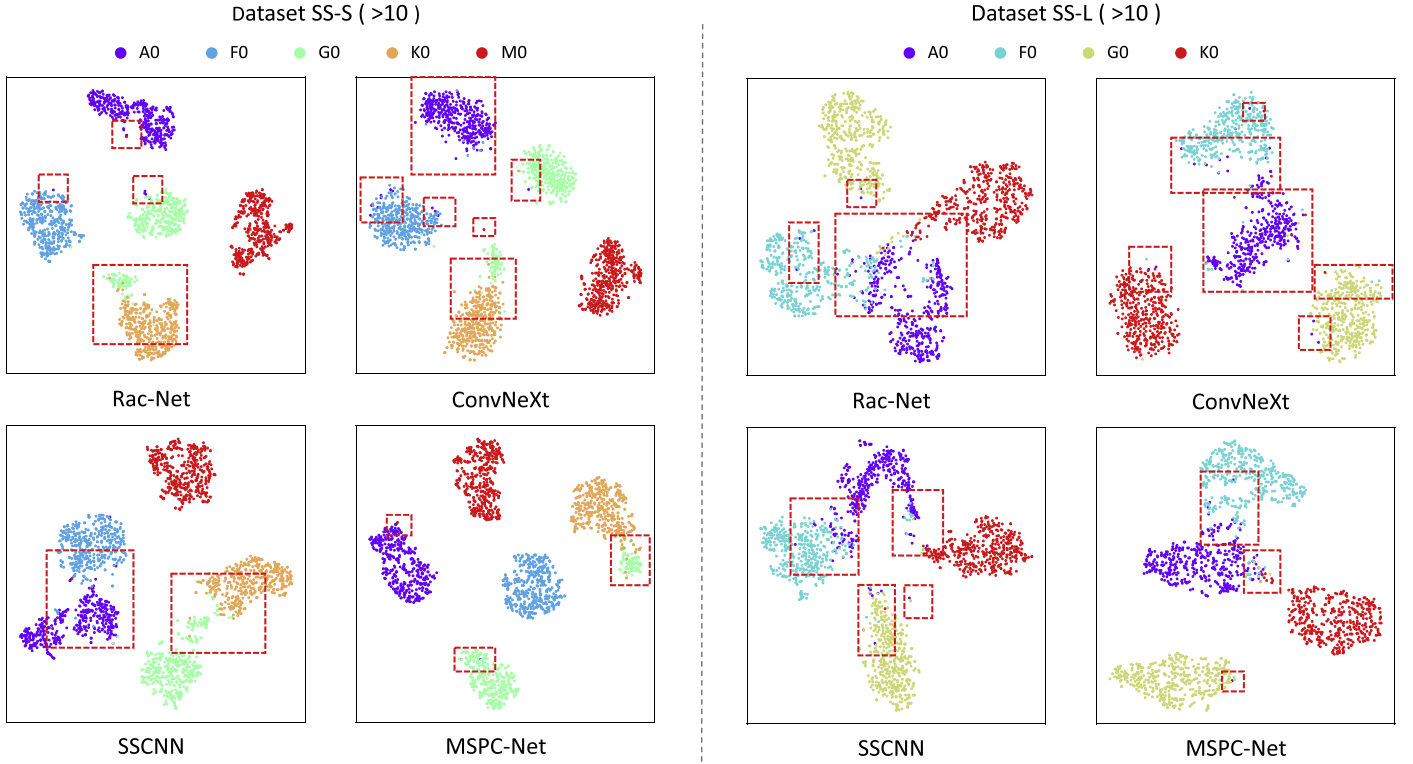 Dataset SS-S ( >10 )
A0 F0 G0 K0 M0
Rac-Net
ConvNeXt
SSCNN
MSPC-Net
Dataset SS-L ( >10 )
A0 F0 G0 K0
Rac-Net
ConvNeXt
SSCNN
MSPC-Net